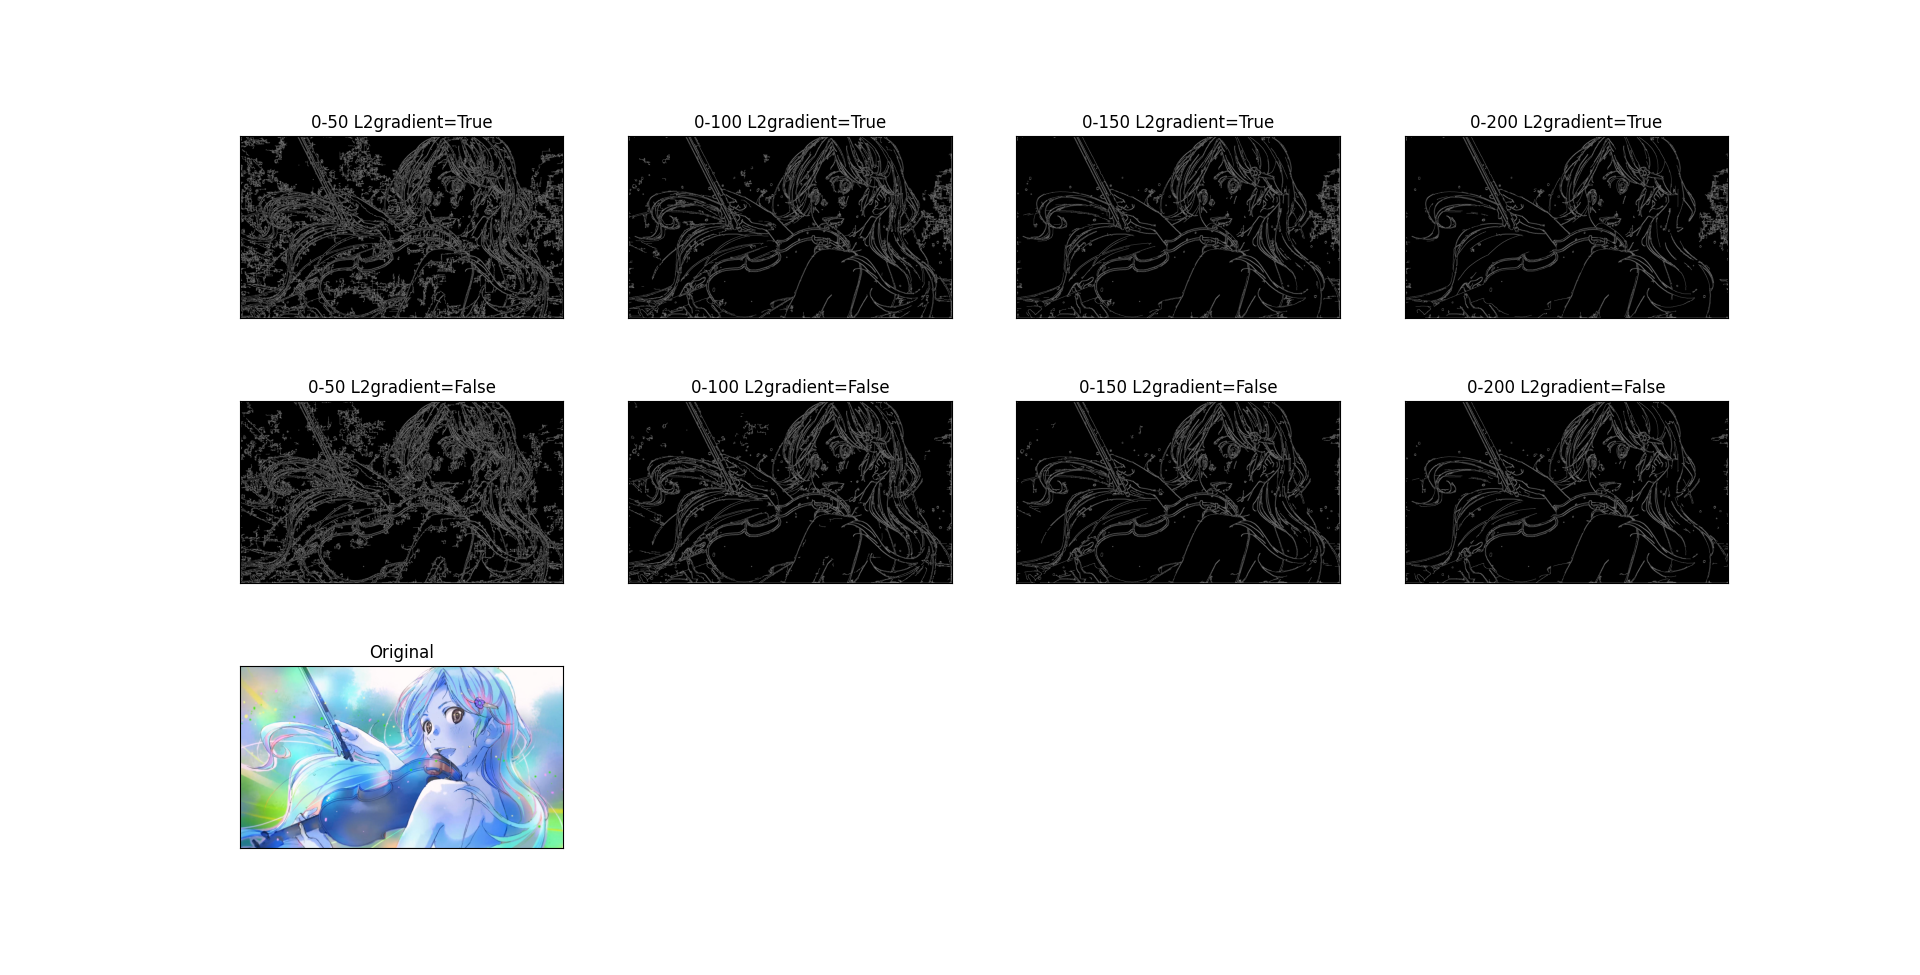 0-50 L2gradient=True
0-100 L2gradient=True
0-150 L2gradient=True
0-200 L2gradient=True
0-50 L2gradient=False
0-100 L2gradient=False
0-150 L2gradient=False
0-200 L2gradient=False
Original